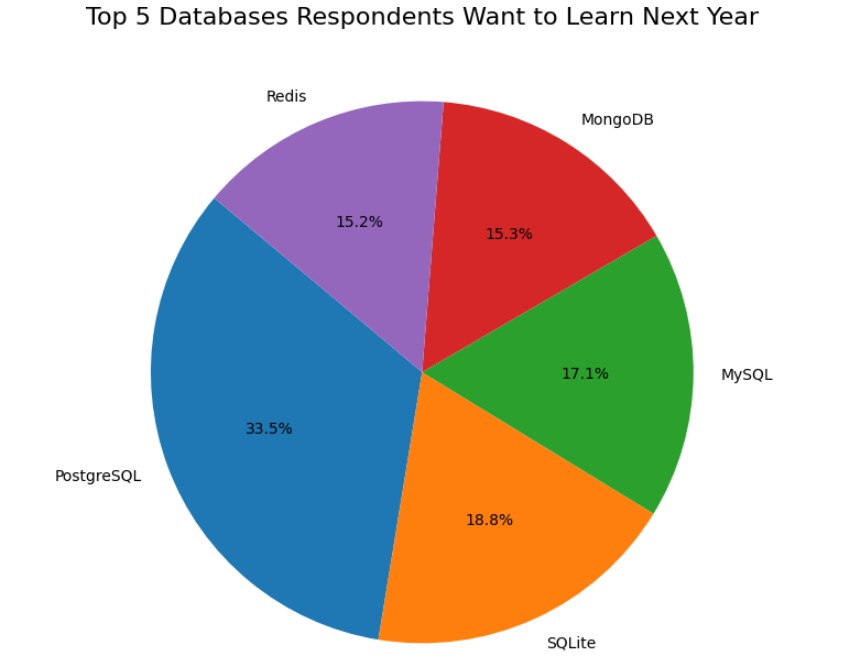 Top 5 Databases Respondents Want to Learn Next Year
Redis
MongoDB
15.2%
15.3%
17.1%
MySQL
33.5%
PostgreSQL
18.8%
SQLite